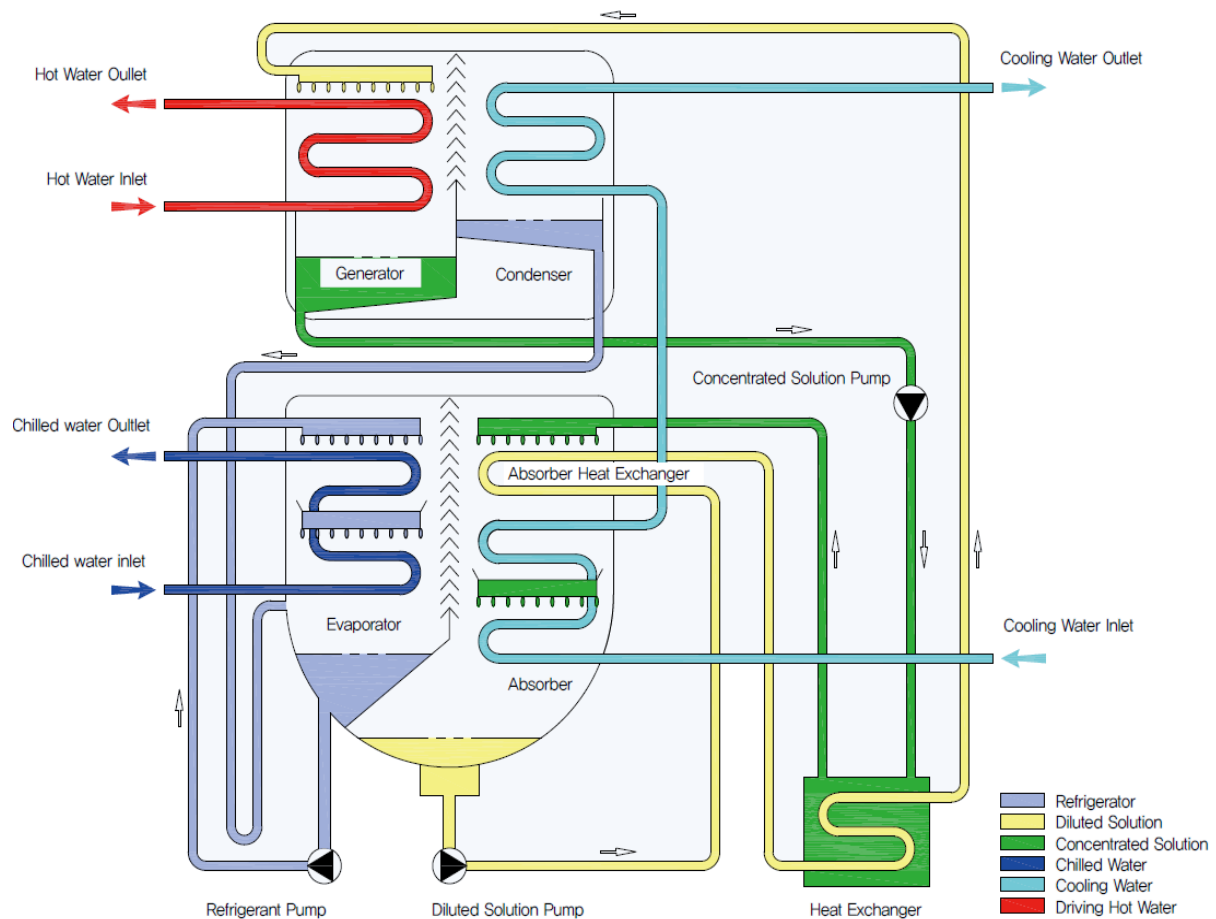 Hot Water Oullet
Cooling Water Outlet
Hot Water Inlet
Generator
Condenser
Concentrated Solution Pump
Chilled water Oultlet
Absorber Heat Exchanger
Chilled water inlet
Evaporator
Cooling Water Inlet
Absorber
Refrigerator
Diluted Solution
Concentrated Solution
Chilled Water
Cooling Water
Driving Hot Water
Refrigerant Pump
Diluted Solution Pump
Heat Exchanger